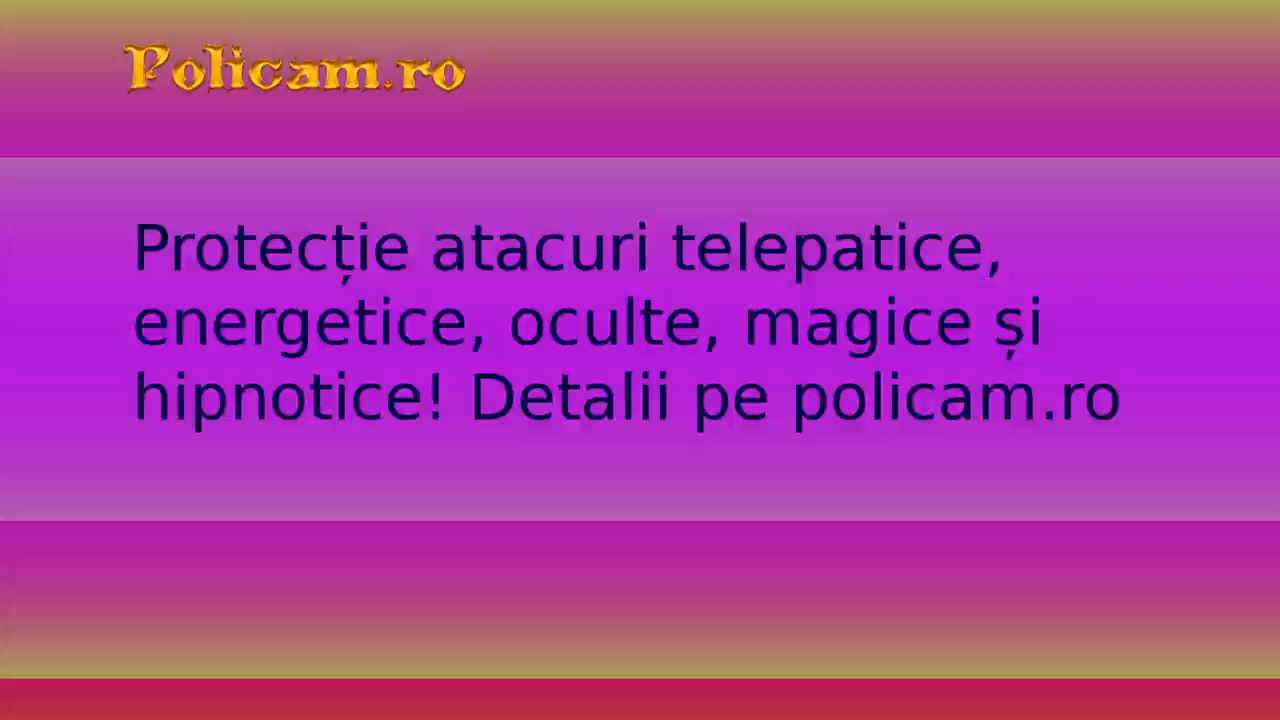 Policam.ro
Protecție atacuri telepatice,
energetice, oculte, magice și
hipnotice! Detalii pe policam.ro